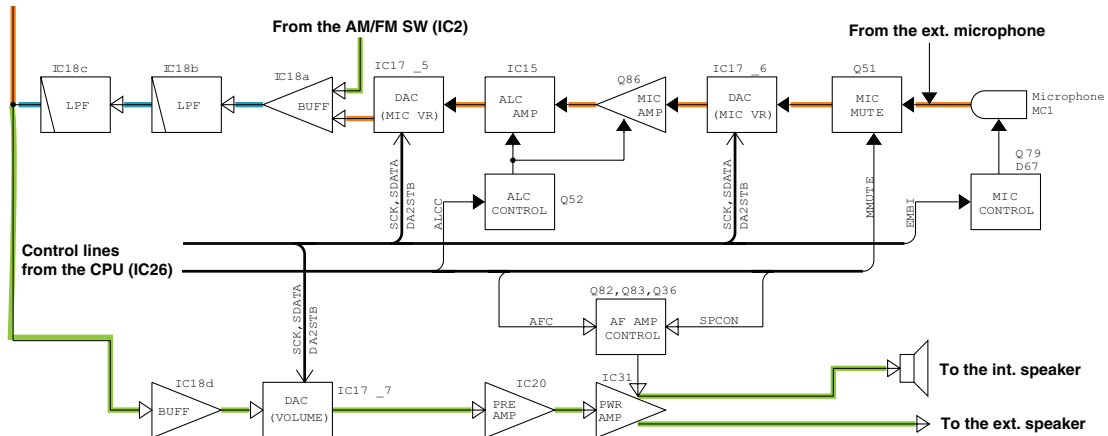 From the AM/FM SW (IC2)
From the ext. microphone
IC18c
IC18b
IC18a
IC17 _5
IC15
Q86
IC17 _6
Q51
LPF
LPF
BUFF
DAC
(MIC VR)
ALC
AMP
MIC
AMP
DAC
(MIC VR)
MIC
MUTE
Microphone
MC1
SCK,SDATA
DA2STB
ALCC
ALC
CONTROL
Q52
SCK,SDATA
DA2STB
MMUTE
EMBI
Q79
D67
MIC
CONTROL
Control lines
from the CPU (IC26)
SCK,SDATA
DA2STB
Q82,Q83,Q36
AFC
AF AMP
CONTROL
SPCON
IC18d
BUFF
DAC
(VOLUME)
IC17 _7
IC20
PRE
AMP
IC31
PWR
AMP
To the int. speaker
To the ext. speaker